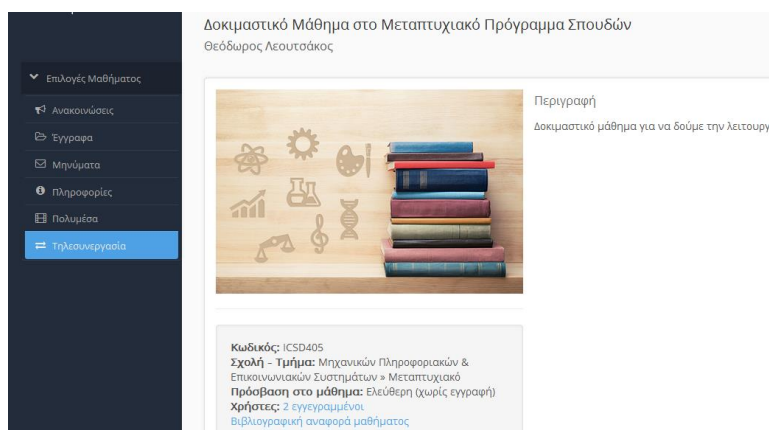 Δοκιμαστικό Μάθημα στο Μεταπτυχιακό Πρόγραμμα Σπουδών
Θεόδωρος Λεουτσάκος
Επιλογές Μαθήματος
Ανακοινώσεις
Έγγραφα
Μηνύματα
Πληροφορίες
Πολυμέσα
Τηλεσυνεργασία
Περιγραφή
Δοκιμαστικό μάθημα για να δούμε την λειτουργ
Κωδικός: ICSD405
Σχολή – Τμήμα: Μηχανικών Πληροφοριακών &
Επικοινωνιακών Συστημάτων » Μεταπτυχιακό
Πρόσβαση στο μάθημα: Ελεύθερη (χωρίς εγγραφή)
Χρήστες: 2 εγγεγραμμένοι
Βιβλιογραφική αναφορά μαθήματος